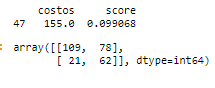 costos score
47 155.0 0.099068
: array([[109, 78],
[ 21, 62]], dtype=int64)